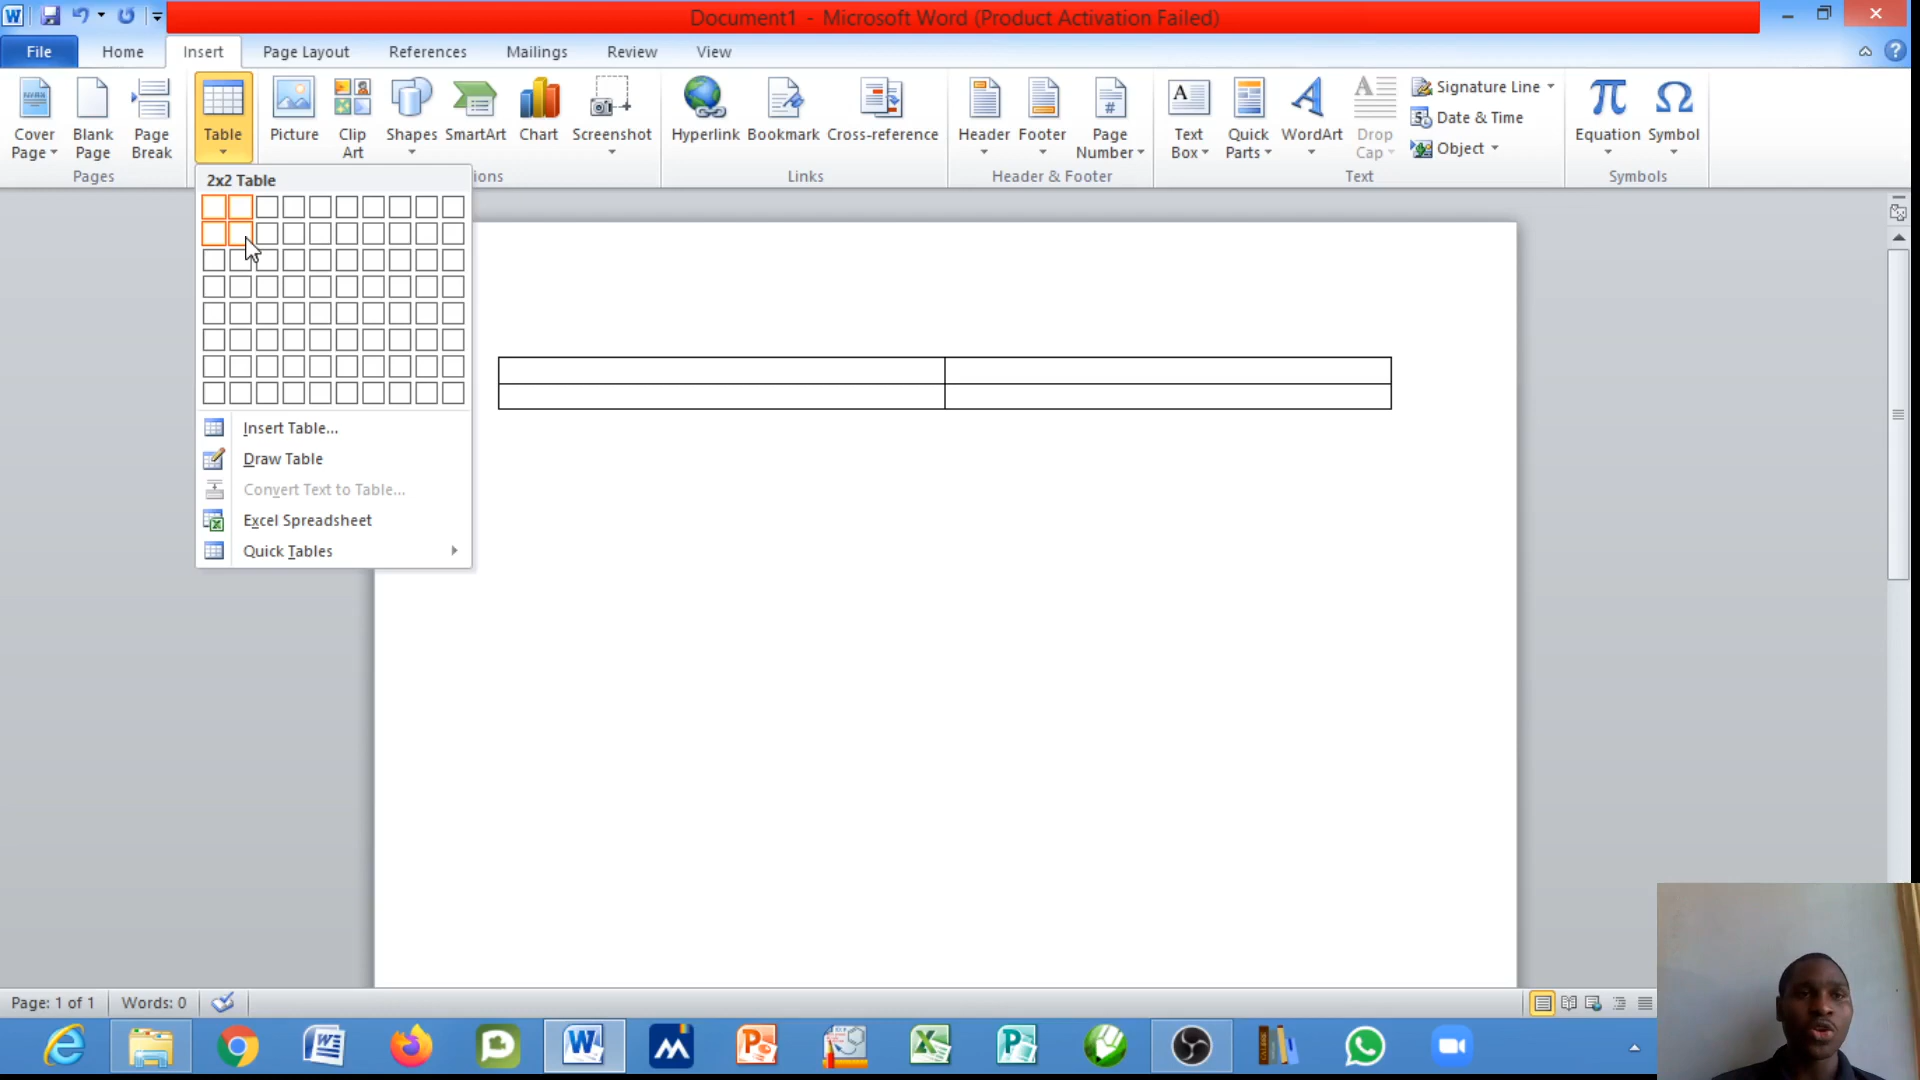 Document1 - Microsoft Word (Product Activation Failed)
File Home Insert Page Layout References Mailings Review View
Cover Page
Blank Page
Page Break
Table
Picture
Clip Art
Shapes
SmartArt
Chart
Screenshot
Hyperlink
Bookmark
Cross-reference
Header
Footer
Page Number
Text Box
Quick Parts
WordArt
Drop Cap
Signature Line
Date & Time
Object
Equation
Symbol
Pages
ions
Links
Header & Footer
Text
Symbols
2x2 Table
Insert Table...
Draw Table
Convert Text to Table...
Excel Spreadsheet
Quick Tables
Page: 1 of 1 Words: 0